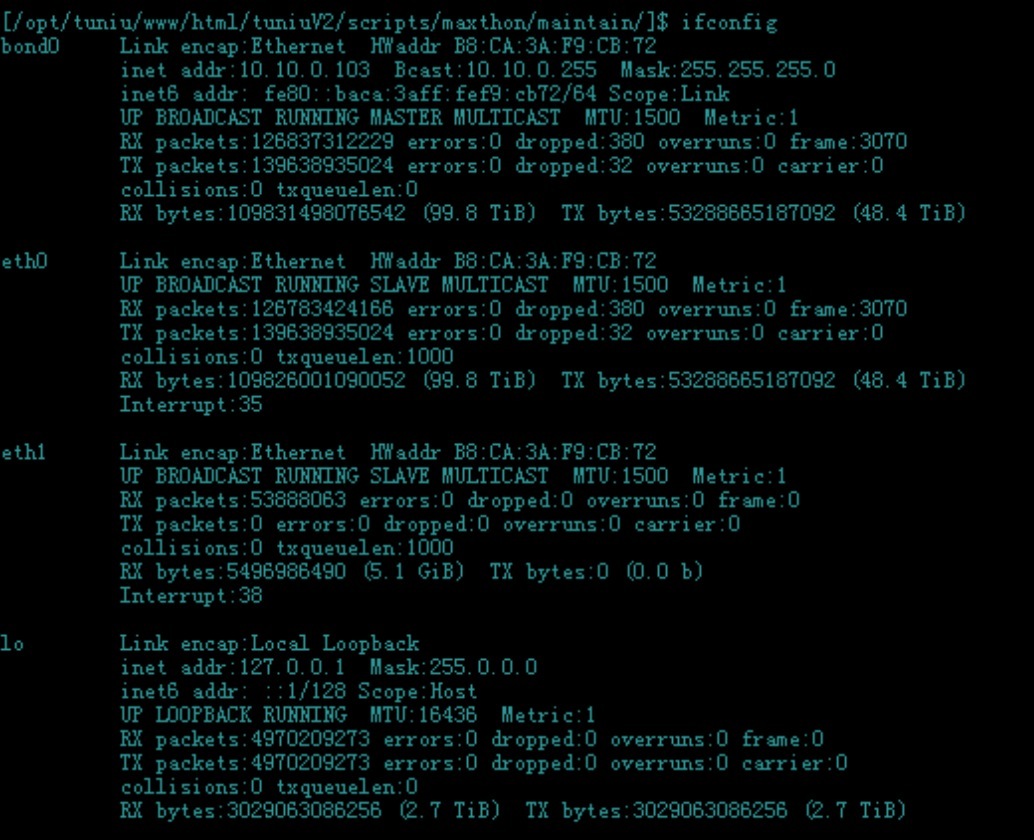 [/opt/tuniu/www/html/tuniuV2/scripts/maxthon/maintain/]$ ifconfig
bond0 Link encap:Ethernet HWaddr B8:CA:3A:F9:CB:72
inet addr:10.10.0.103 Bcast:10.10.0.255 Mask:255.255.255.0
inet6 addr: fe80::baca:3aff:fef9:cb72/64 Scope:Link
UP BROADCAST RUNNING MASTER MULTICAST MTU:1500 Metric:1
RX packets:126837312229 errors:0 dropped:380 overruns:0 frame:3070
TX packets:139638935024 errors:0 dropped:32 overruns:0 carrier:0
collisions:0 txqueuelen:0
RX bytes:109831498076542 (99.8 TiB) TX bytes:53288665187092 (48.4 TiB)
eth0 Link encap:Ethernet HWaddr B8:CA:3A:F9:CB:72
UP BROADCAST RUNNING SLAVE MULTICAST MTU:1500 Metric:1
RX packets:126783424166 errors:0 dropped:380 overruns:0 frame:3070
TX packets:139638935024 errors:0 dropped:32 overruns:0 carrier:0
collisions:0 txqueuelen:1000
RX bytes:109826001090052 (99.8 TiB) TX bytes:53288665187092 (48.4 TiB)
Interrupt:35
eth1 Link encap:Ethernet HWaddr B8:CA:3A:F9:CB:72
UP BROADCAST RUNNING SLAVE MULTICAST MTU:1500 Metric:1
RX packets:53888063 errors:0 dropped:0 overruns:0 frame:0
TX packets:0 errors:0 dropped:0 overruns:0 carrier:0
collisions:0 txqueuelen:1000
RX bytes:5496986490 (5.1 GiB) TX bytes:0 (0.0 b)
Interrupt:38
lo Link encap:Local Loopback
inet addr:127.0.0.1 Mask:255.0.0.0
inet6 addr: ::1/128 Scope:Host
UP LOOPBACK RUNNING MTU:16436 Metric:1
RX packets:4970209273 errors:0 dropped:0 overruns:0 frame:0
TX packets:4970209273 errors:0 dropped:0 overruns:0 carrier:0
collisions:0 txqueuelen:0
RX bytes:3029063086256 (2.7 TiB) TX bytes:3029063086256 (2.7 TiB)